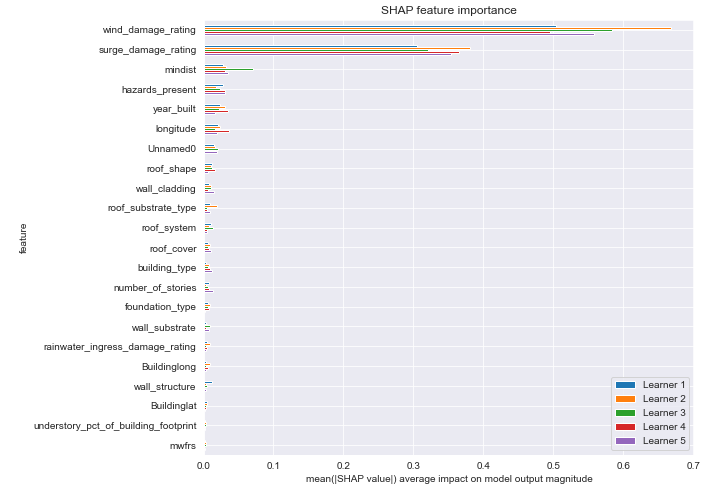 SHAP feature importance
wind_damage_rating
surge_damage_rating
mindist
hazards_present
year_built
longitude
Unnamed0
roof_shape
wall_cladding
roof_substrate_type
roof_system
roof_cover
building_type
number_of_stories
foundation_type
wall_substrate
rainwater_ingress_damage_rating
Buildinglong
wall_structure
Buildinglat
understory_pct_of_building_footprint
mwfrs
feature
Learner 1
Learner 2
Learner 3
Learner 4
Learner 5
0.0 0.1 0.2 0.3 0.4 0.5 0.6 0.7
mean(|SHAP value|) average impact on model output magnitude